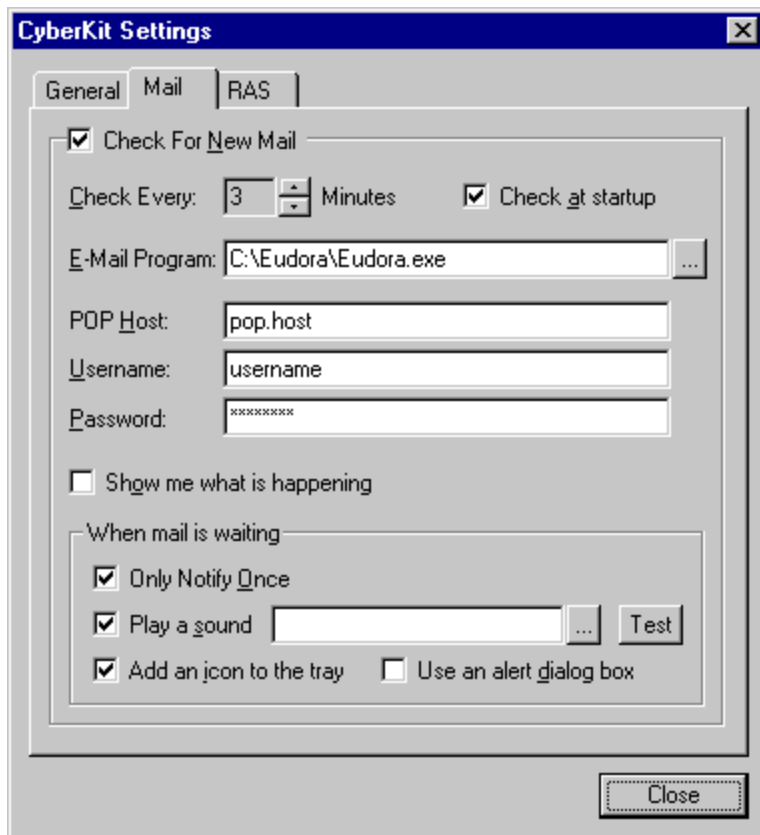 CyberKit Settings
General Mail RAS
Check For New Mail
Check Every: 3 Minutes Check at startup
E-Mail Program: C:\Eudora\Eudora.exe ...
POP Host: pop.host
Username: username
Password: ********
Show me what is happening
When mail is waiting
Only Notify Once
Play a sound ... Test
Add an icon to the tray Use an alert dialog box
Close